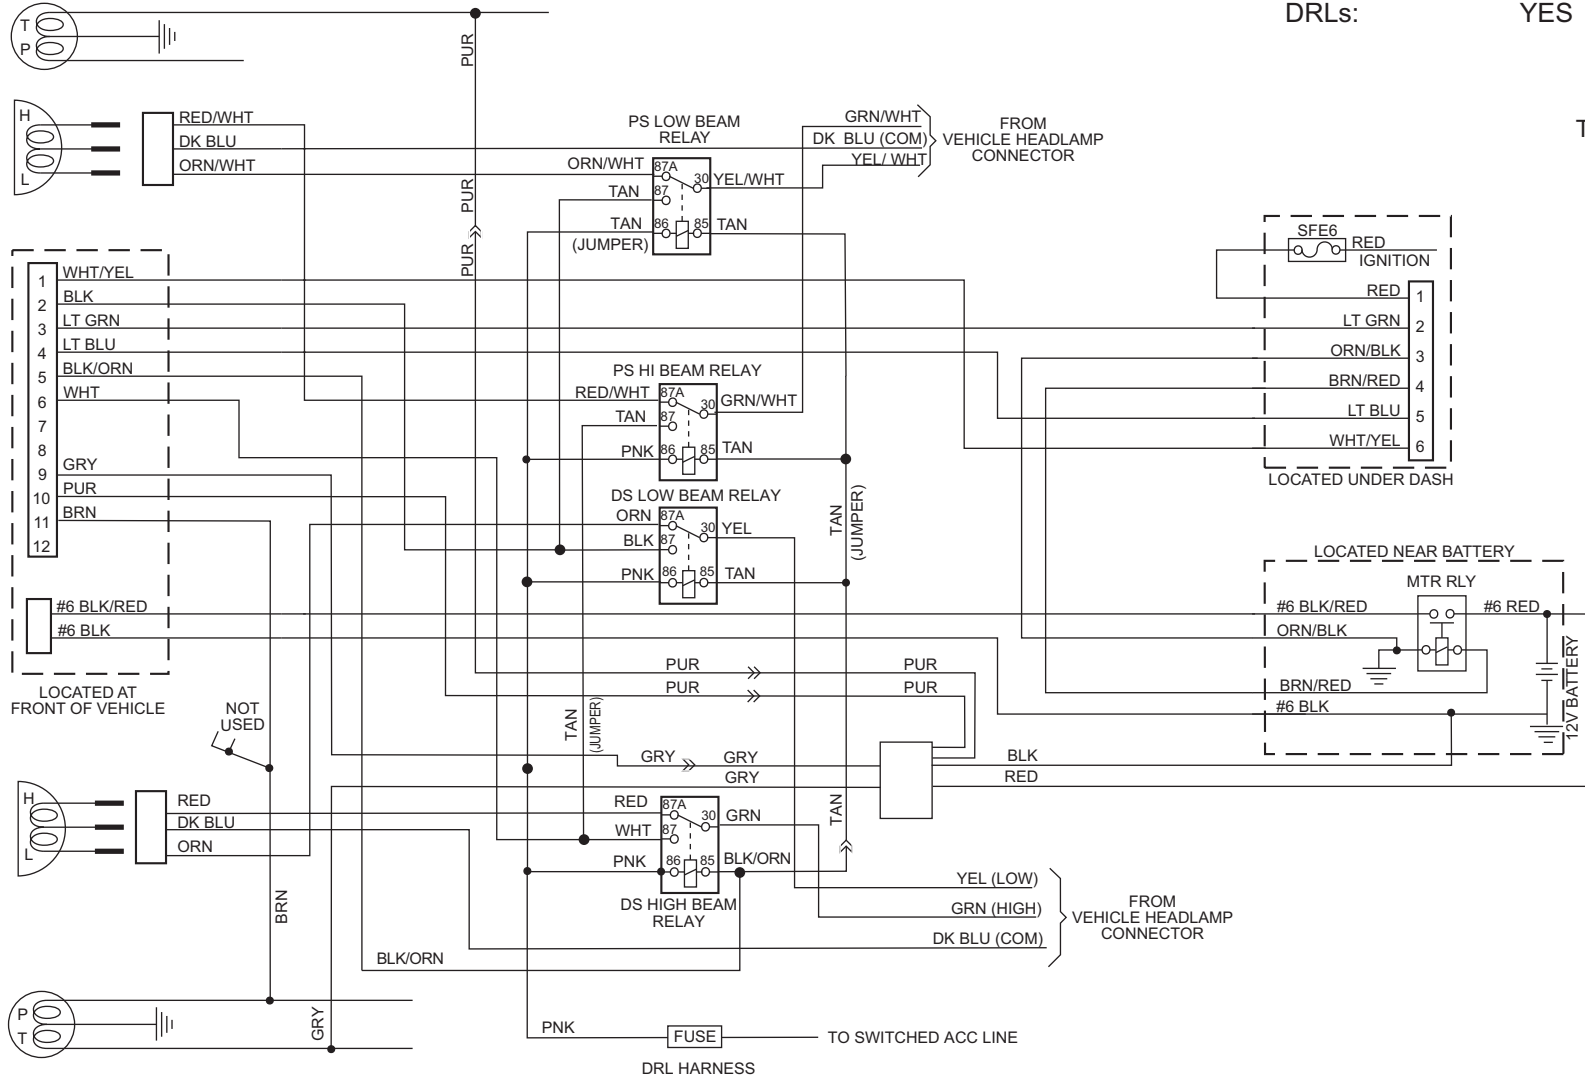 DRLs: YES
T
P
PUR
H
L
RED/WHT
DK BLU
ORN/WHT
PS LOW BEAM
RELAY
ORN/WHT
87A
30
YEL/WHT
TAN
87
TAN
(JUMPER)
86
85
TAN
GRN/WHT
DK BLU (COM)
YEL/ WHT
FROM
VEHICLE HEADLAMP
CONNECTOR
T
PUR
PUR
1
WHT/YEL
2
BLK
3
LT GRN
4
LT BLU
5
BLK/ORN
6
WHT
7
8
9
GRY
10
PUR
11
BRN
12
#6 BLK/RED
#6 BLK
LOCATED AT
FRONT OF VEHICLE
SFE6
RED
IGNITION
RED
1
LT GRN
2
ORN/BLK
3
BRN/RED
4
LT BLU
5
WHT/YEL
6
LOCATED UNDER DASH
PS HI BEAM RELAY
RED/WHT
87A
30
GRN/WHT
TAN
87
PNK
86
85
TAN
DS LOW BEAM RELAY
ORN
87A
30
YEL
BLK
87
PNK
86
85
TAN
TAN
(JUMPER)
LOCATED NEAR BATTERY
MTR RLY
#6 BLK/RED
#6 RED
ORN/BLK
BRN/RED
#6 BLK
12V BATTERY
PUR
PUR
PUR
PUR
NOT
USED
TAN
(JUMPER)
GRY
GRY
GRY
BLK
RED
H
L
RED
DK BLU
ORN
RED
87A
30
GRN
WHT
87
PNK
86
85
BLK/ORN
DS HIGH BEAM
RELAY
TAN
YEL (LOW)
GRN (HIGH)
DK BLU (COM)
FROM
VEHICLE HEADLAMP
CONNECTOR
BRN
BLK/ORN
P
T
GRY
PNK
FUSE
TO SWITCHED ACC LINE
DRL HARNESS